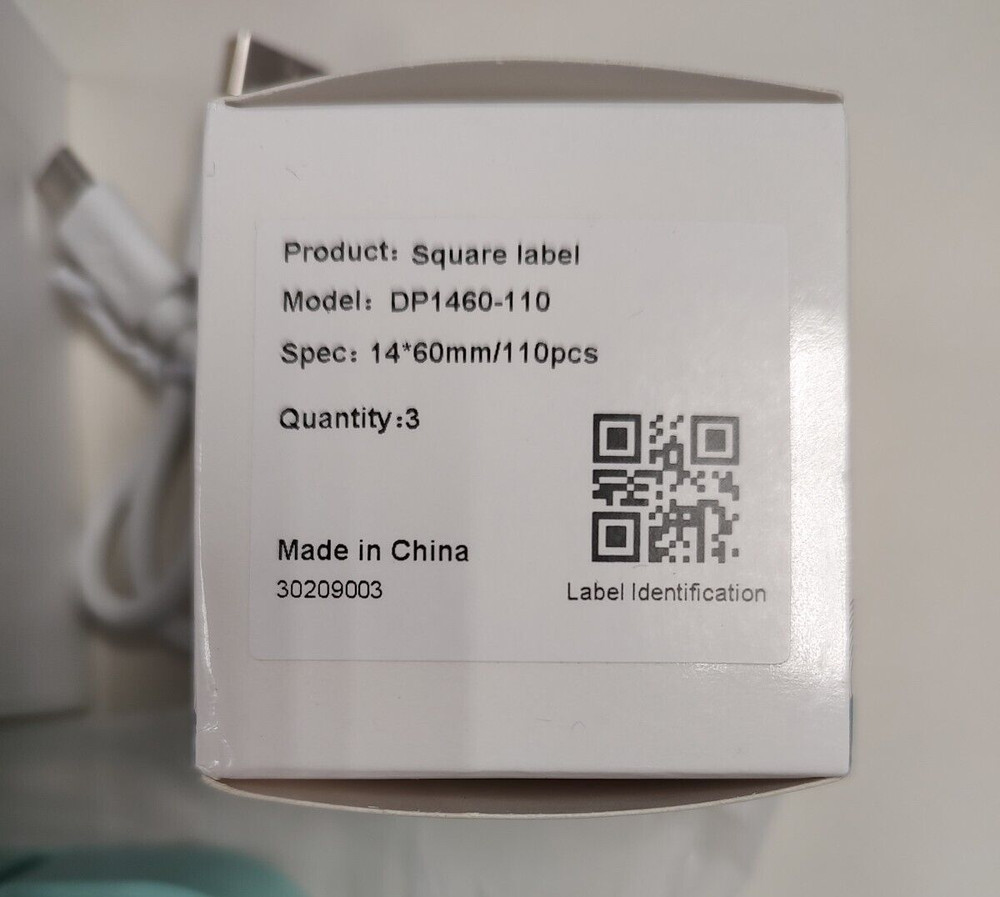 Product: Square label
Model: DP1460-110
Spec: 14*60mm/110pcs
Quantity:3
Made in China
30209003
Label Identification